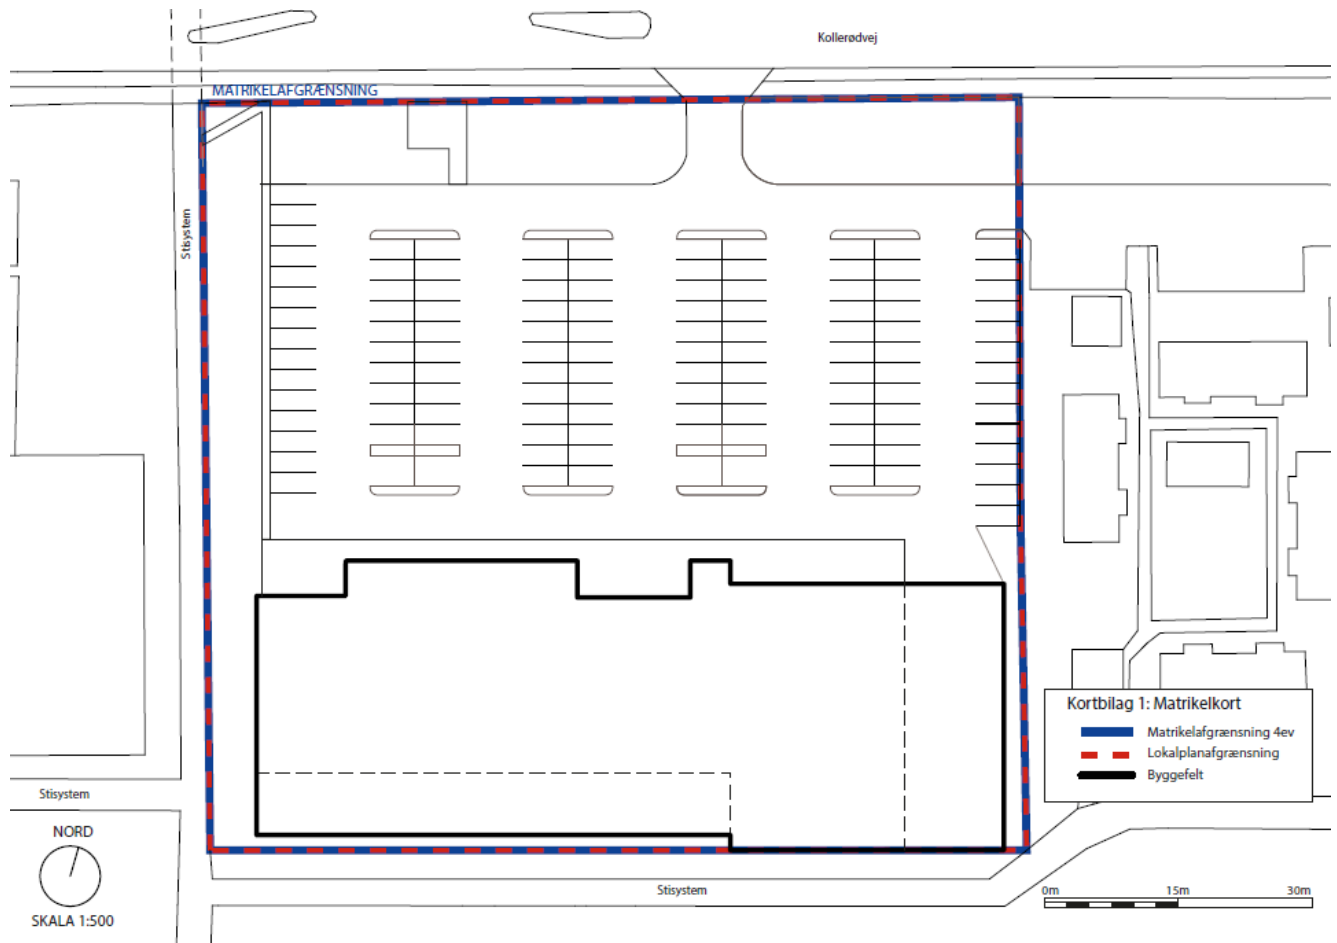 Kollerødvej
MATRIKELAFGRÆNSNING
Stisystem
Kortbilag 1: Matrikelkort
Matrikelafgrænsning 4ev
Lokalplanafgrænsning
Byggefelt
Stisystem
NORD
SKALA 1:500
Stisystem
0m 15m 30m